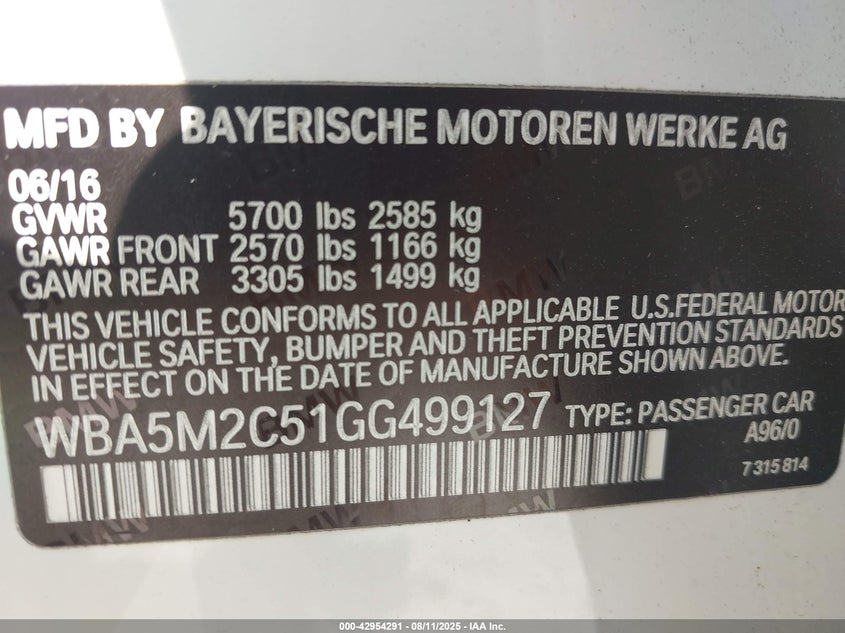 MFD BY BAYERISCHE MOTOREN WERKE AG
06/16
GVWR 5700 lbs 2585 kg
GAWR FRONT 2570 lbs 1166 kg
GAWR REAR 3305 lbs 1499 kg
THIS VEHICLE CONFORMS TO ALL APPLICABLE U.S.FEDERAL MOTOR
VEHICLE SAFETY, BUMPER AND THEFT PREVENTION STANDARDS
IN EFFECT ON THE DATE OF MANUFACTURE SHOWN ABOVE.
WBA5M2C51GG499127 TYPE: PASSENGER CAR
A96/0
7 315 814
000-42954291 - 08/11/2025 - IAA Inc.